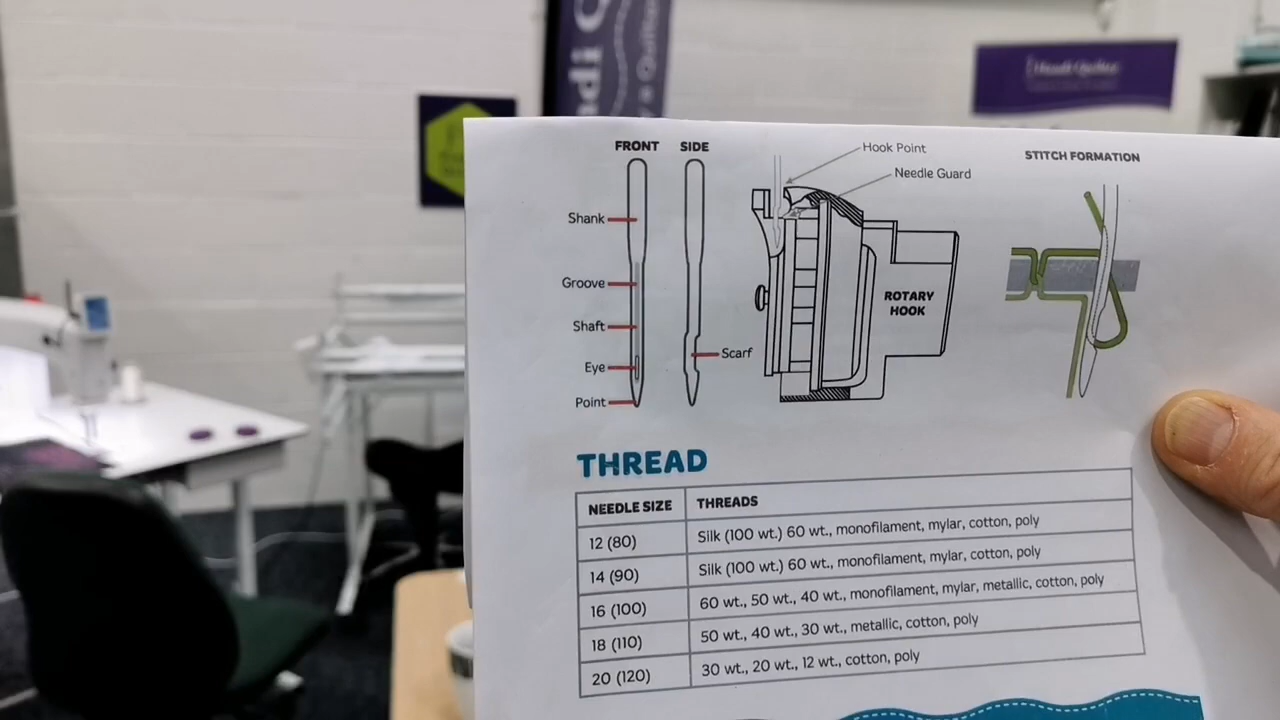 FRONT
SIDE
Shank
Groove
Shaft
Eye
Point
Scarf
Hook Point
Needle Guard
ROTARY
HOOK
STITCH FORMATION
THREAD
NEEDLE SIZE THREADS
12 (80) Silk (100 wt.) 60 wt., monofilament, mylar, cotton, poly
14 (90) Silk (100 wt.) 60 wt., monofilament, mylar, cotton, poly
16 (100) 60 wt., 50 wt., 40 wt., monofilament, mylar, metallic, cotton, poly
18 (110) 50 wt., 40 wt., 30 wt., metallic, cotton, poly
20 (120) 30 wt., 20 wt., 12 wt., cotton, poly